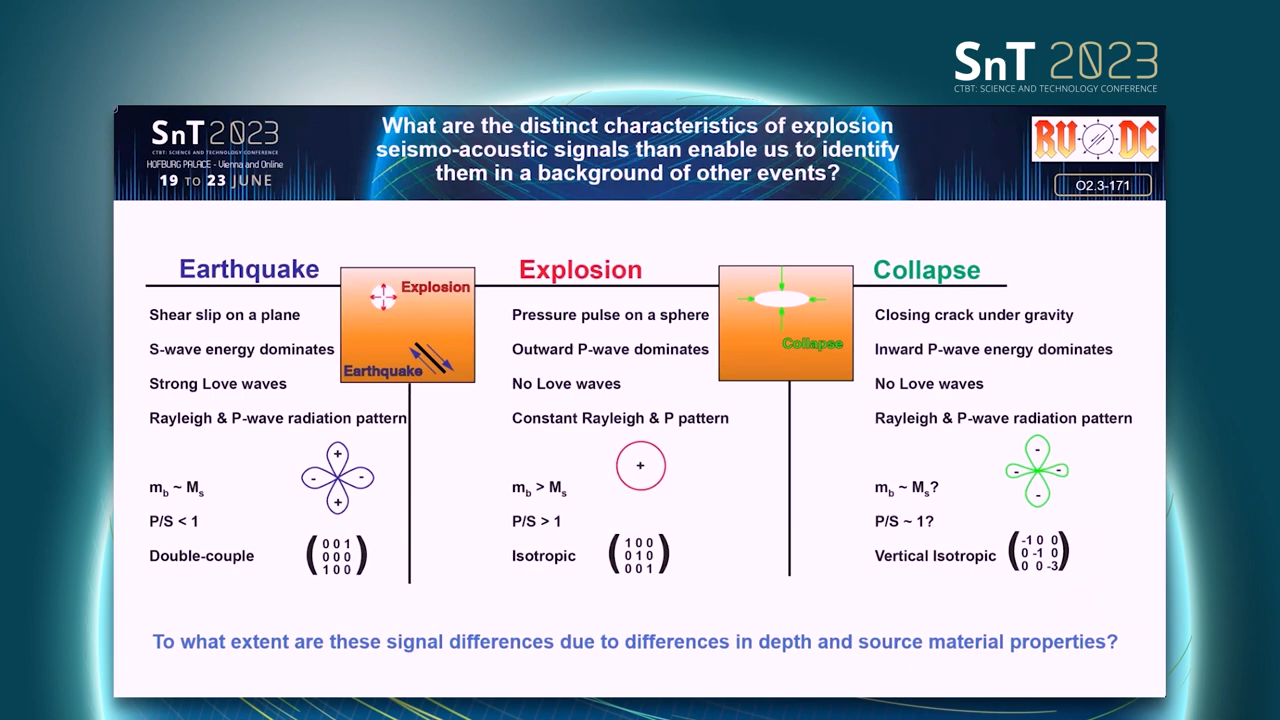 SnT 2023
CTBT: SCIENCE AND TECHNOLOGY CONFERENCE
SnT 2023
CTBT: SCIENCE AND TECHNOLOGY CONFERENCE
HOFBURG PALACE - Vienna and Online
19 TO 23 JUNE
What are the distinct characteristics of explosion
seismo-acoustic signals than enable us to identify
them in a background of other events?
RV DC
O2.3-171
Earthquake
Shear slip on a plane
S-wave energy dominates
Strong Love waves
Rayleigh & P-wave radiation pattern
+
- -
+
mb ~ Ms
P/S < 1
Double-couple
0 0 1
0 0 0
1 0 0
Explosion
Earthquake
Explosion
Pressure pulse on a sphere
Outward P-wave dominates
No Love waves
Constant Rayleigh & P pattern
+
mb > Ms
P/S > 1
Isotropic
1 0 0
0 1 0
0 0 1
Collapse
Collapse
Closing crack under gravity
Inward P-wave energy dominates
No Love waves
Rayleigh & P-wave radiation pattern
-
- -
-
mb ~ Ms?
P/S ~ 1?
Vertical Isotropic
-1 0 0
0 -1 0
0 0 -3
To what extent are these signal differences due to differences in depth and source material properties?